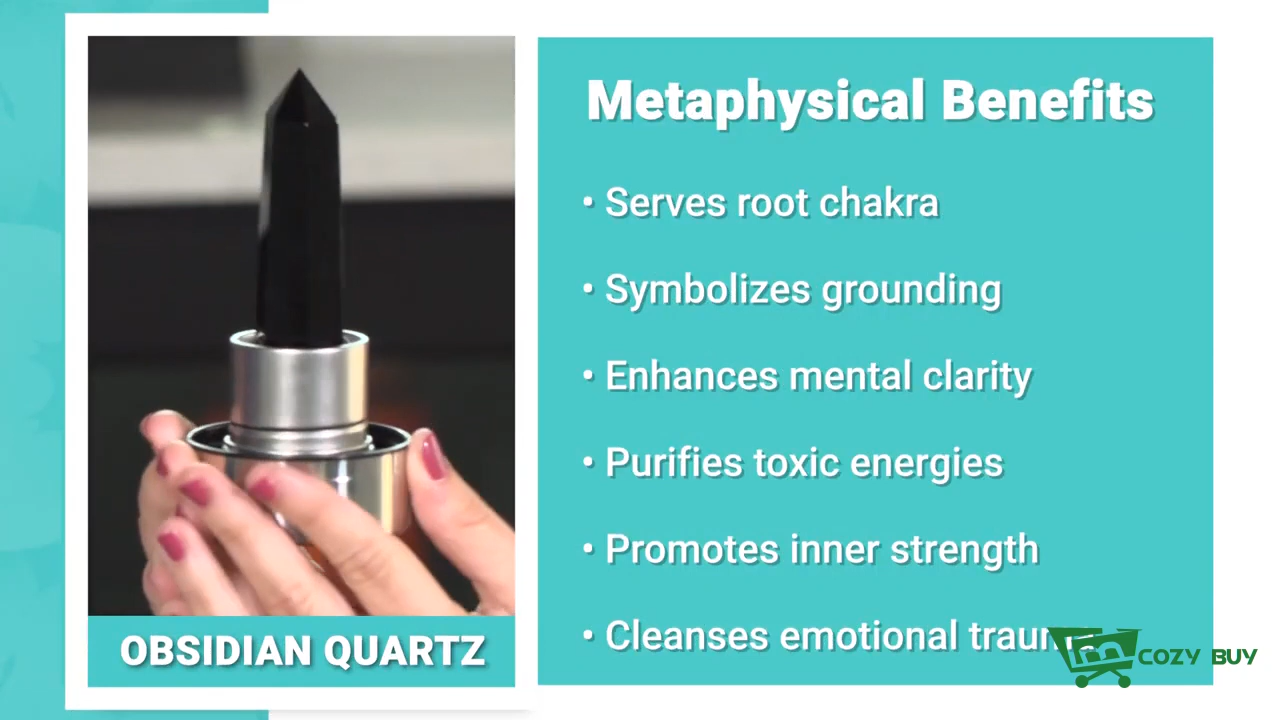 Metaphysical Benefits
• Serves root chakra
• Symbolizes grounding
• Enhances mental clarity
• Purifies toxic energies
• Promotes inner strength
• Cleanses emotional trauma
OBSIDIAN QUARTZ
COZY BUY